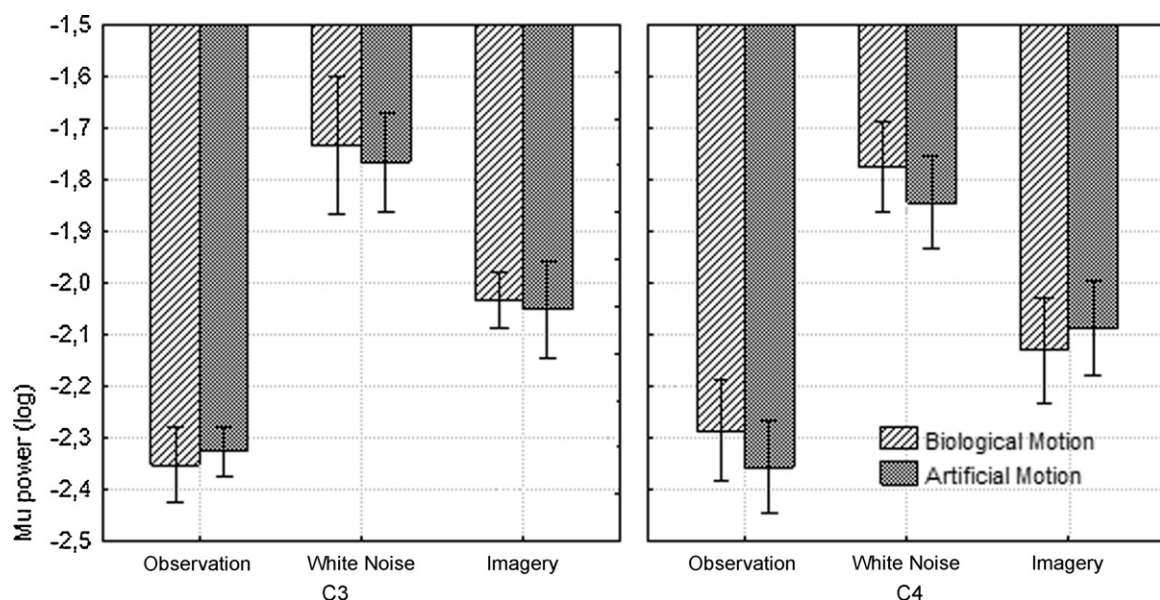 Mu power (log)
-1,5
-1,6
-1,7
-1,8
-1,9
-2,0
-2,1
-2,2
-2,3
-2,4
-2,5
Observation White Noise Imagery
C3
Biological Motion
Artificial Motion
Observation White Noise Imagery
C4